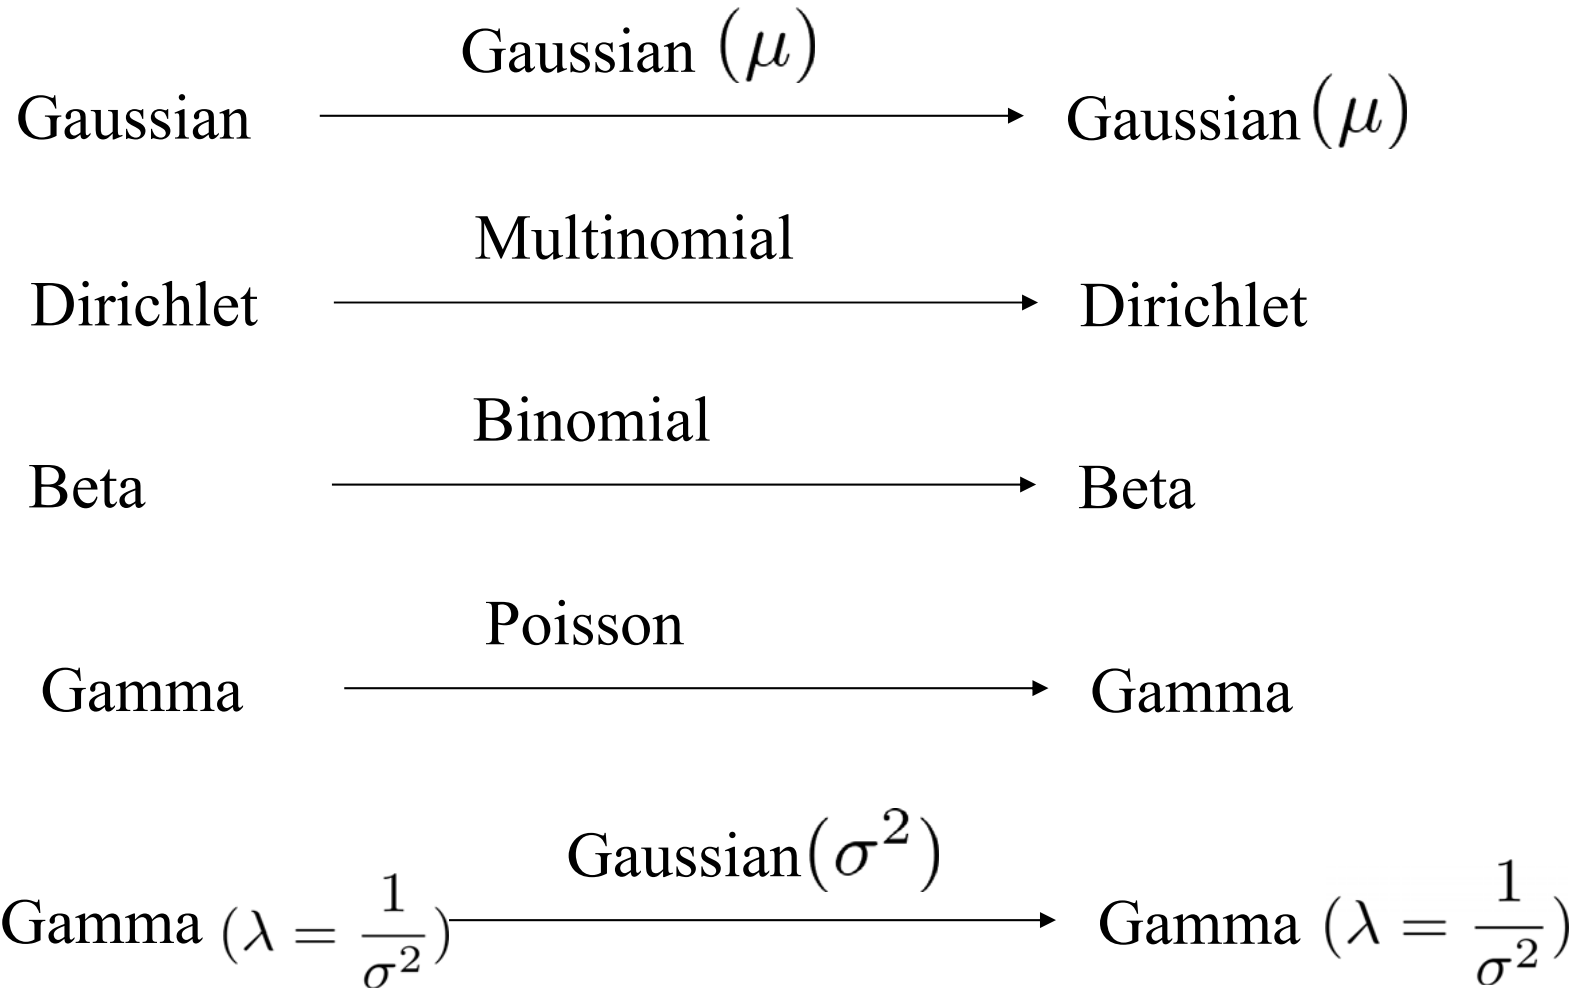 Gaussian (μ)
Gaussian Gaussian (μ)
Multinomial
Dirichlet Dirichlet
Binomial
Beta Beta
Poisson
Gamma Gamma
Gaussian(σ²)
Gamma (λ = 1/σ²) Gamma (λ = 1/σ²)